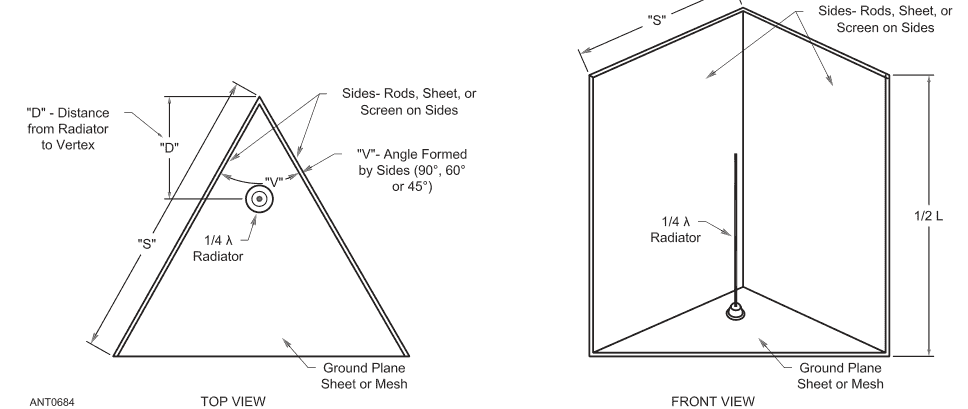 "S"
Sides- Rods, Sheet, or
Screen on Sides
"D" - Distance
from Radiator
to Vertex
"D"
Sides- Rods, Sheet, or
Screen on Sides
"V"- Angle Formed
by Sides (90°, 60°
or 45°)
"V"
"S"
1/4 λ
Radiator
1/4 λ
Radiator
1/2 L
Ground Plane
Sheet or Mesh
Ground Plane
Sheet or Mesh
ANT0684
TOP VIEW
FRONT VIEW